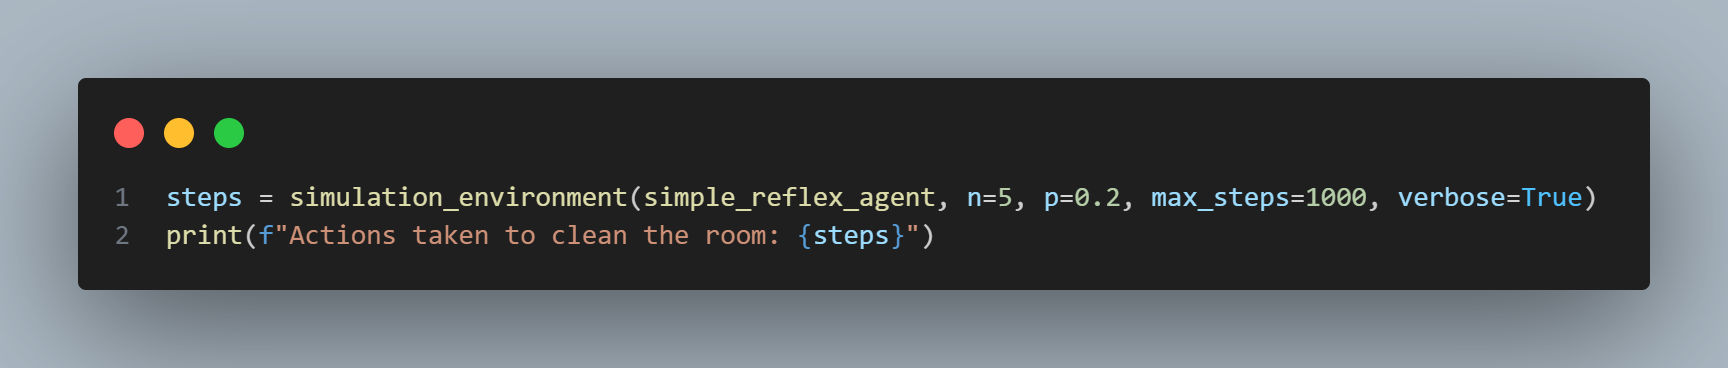 1 steps = simulation_environment(simple_reflex_agent, n=5, p=0.2, max_steps=1000, verbose=True)
2 print(f"Actions taken to clean the room: {steps}")